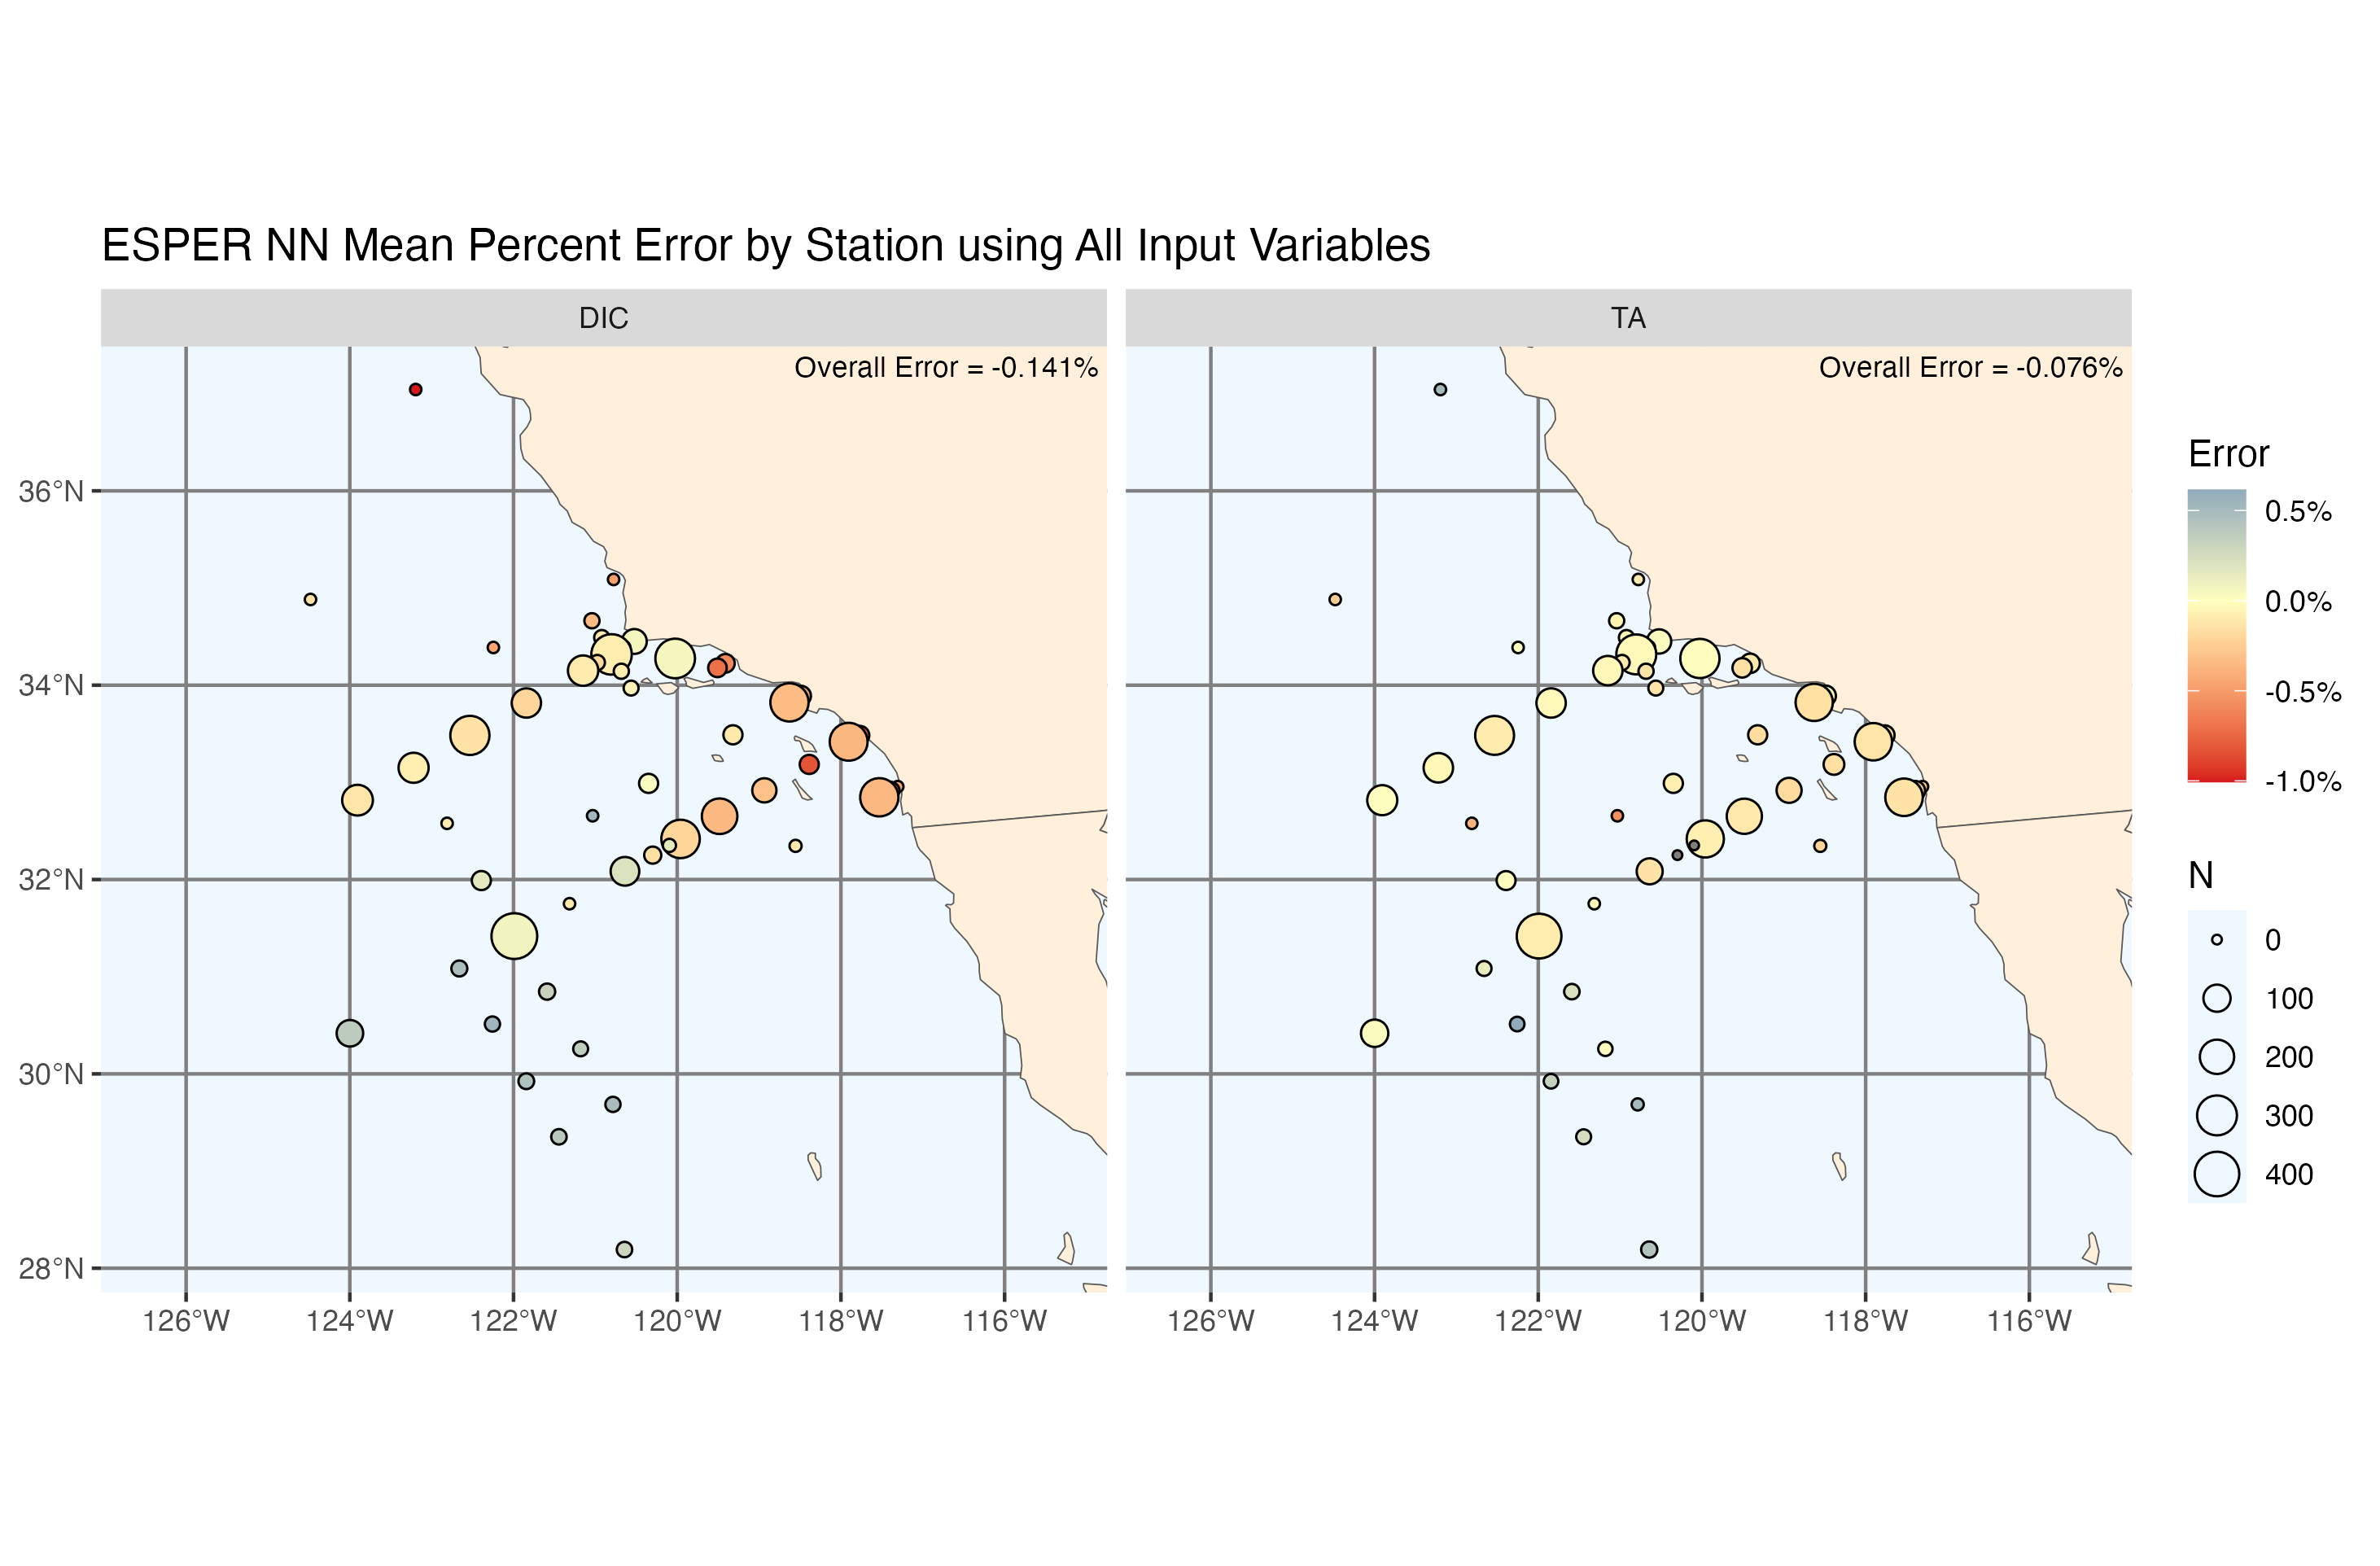 ESPER NN Mean Percent Error by Station using All Input Variables
DIC
TA
Overall Error = -0.141%
Overall Error = -0.076%
36°N
34°N
32°N
30°N
28°N
126°W 124°W 122°W 120°W 118°W 116°W
126°W 124°W 122°W 120°W 118°W 116°W
Error
0.5%
0.0%
-0.5%
-1.0%
N
0
100
200
300
400